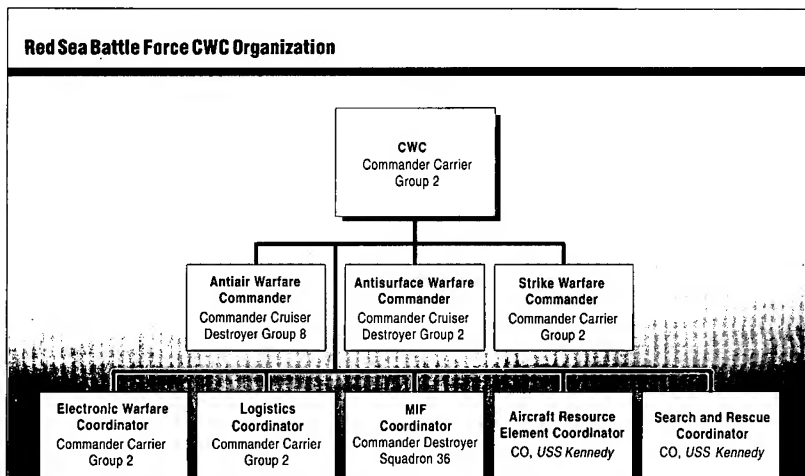 Red Sea Battle Force CWC Organization
CWC
Commander Carrier
Group 2
Antiair Warfare
Commander
Commander Cruiser
Destroyer Group 8
Antisurface Warfare
Commander
Commander Cruiser
Destroyer Group 2
Strike Warfare
Commander
Commander Carrier
Group 2
Electronic Warfare
Coordinator
Commander Carrier
Group 2
Logistics
Coordinator
Commander Carrier
Group 2
MIF
Coordinator
Commander Destroyer
Squadron 36
Aircraft Resource
Element Coordinator
CO, USS Kennedy
Search and Rescue
Coordinator
CO, USS Kennedy